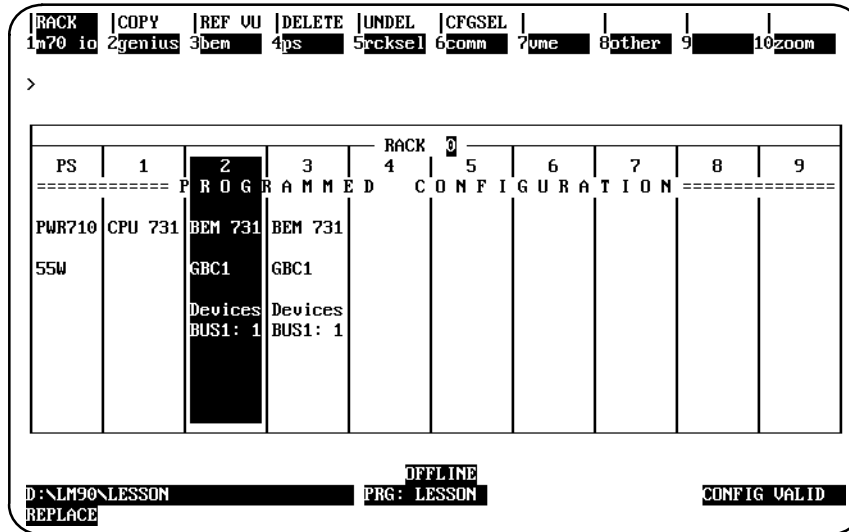 RACK |COPY |REF VU |DELETE |UNDEL |CFGSEL | | | |
1m70 io 2genius 3bem 4ps 5rcksel 6comm 7vme 8other 9 10zoom
>
RACK 0
PS 1 2 3 4 5 6 7 8 9
============= P R O G R A M M E D C O N F I G U R A T I O N ===============
PWR710 CPU 731 BEM 731 BEM 731
55W GBC1 GBC1
Devices Devices
BUS1: 1 BUS1: 1
OFFLINE
D:\LM90\LESSON PRG: LESSON CONFIG VALID
REPLACE